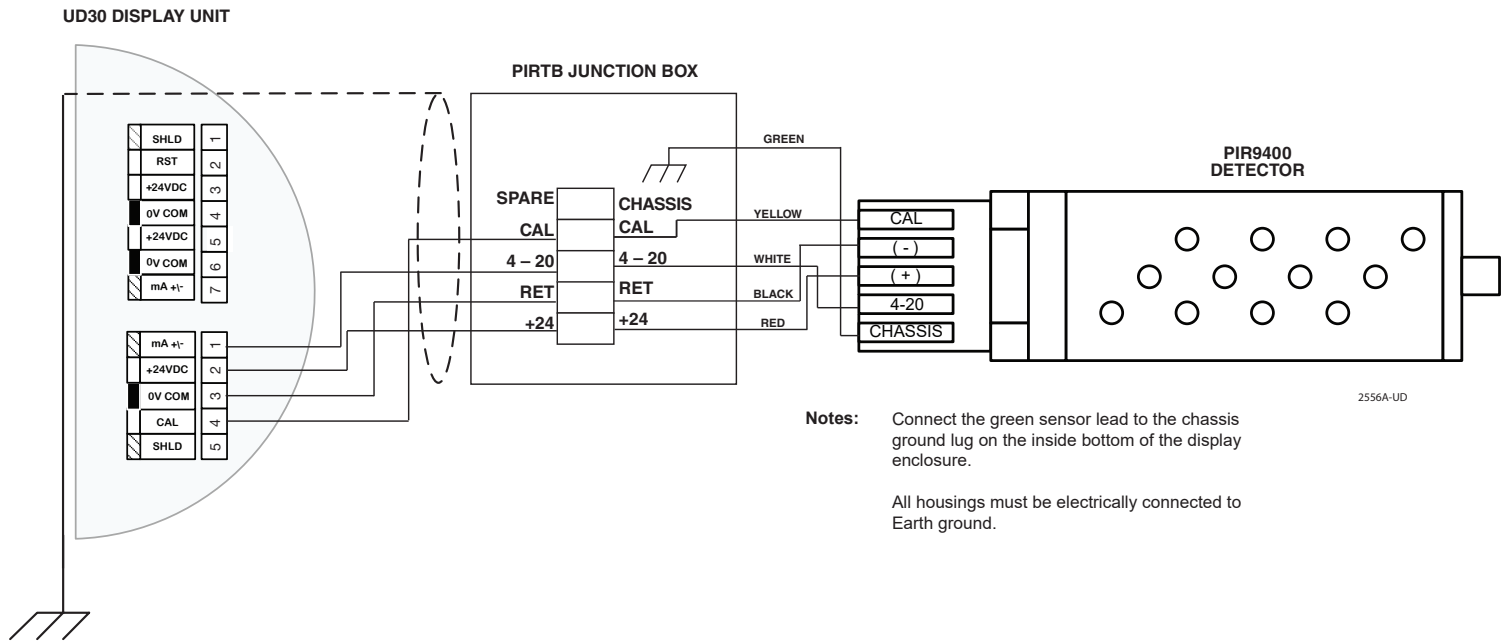 UD30 DISPLAY UNIT
SHLD 1
RST 2
+24VDC 3
0V COM 4
+24VDC 5
0V COM 6
mA +\- 7
mA +\- 1
+24VDC 2
0V COM 3
CAL 4
SHLD 5
PIRTB JUNCTION BOX
SPARE CHASSIS
CAL CAL
4 – 20 4 – 20
RET RET
+24 +24
GREEN
YELLOW
WHITE
BLACK
RED
PIR9400
DETECTOR
CAL
( - )
( + )
4-20
CHASSIS
2556A-UD
Notes: Connect the green sensor lead to the chassis
ground lug on the inside bottom of the display
enclosure.
All housings must be electrically connected to
Earth ground.